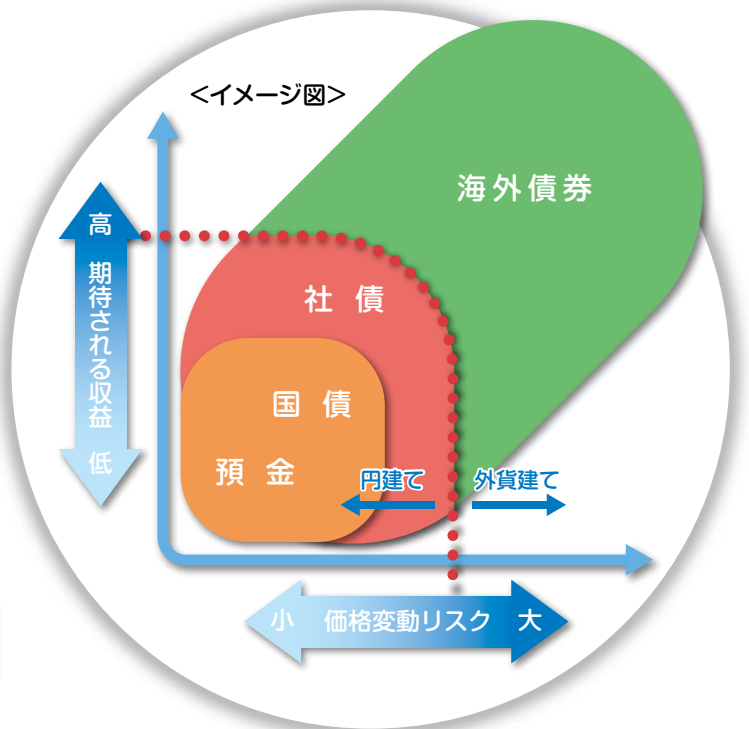 <イメージ図>
海外債券
高 期待される収益 低
社 債
国 債
預 金
円建て 外貨建て
小 価格変動リスク 大